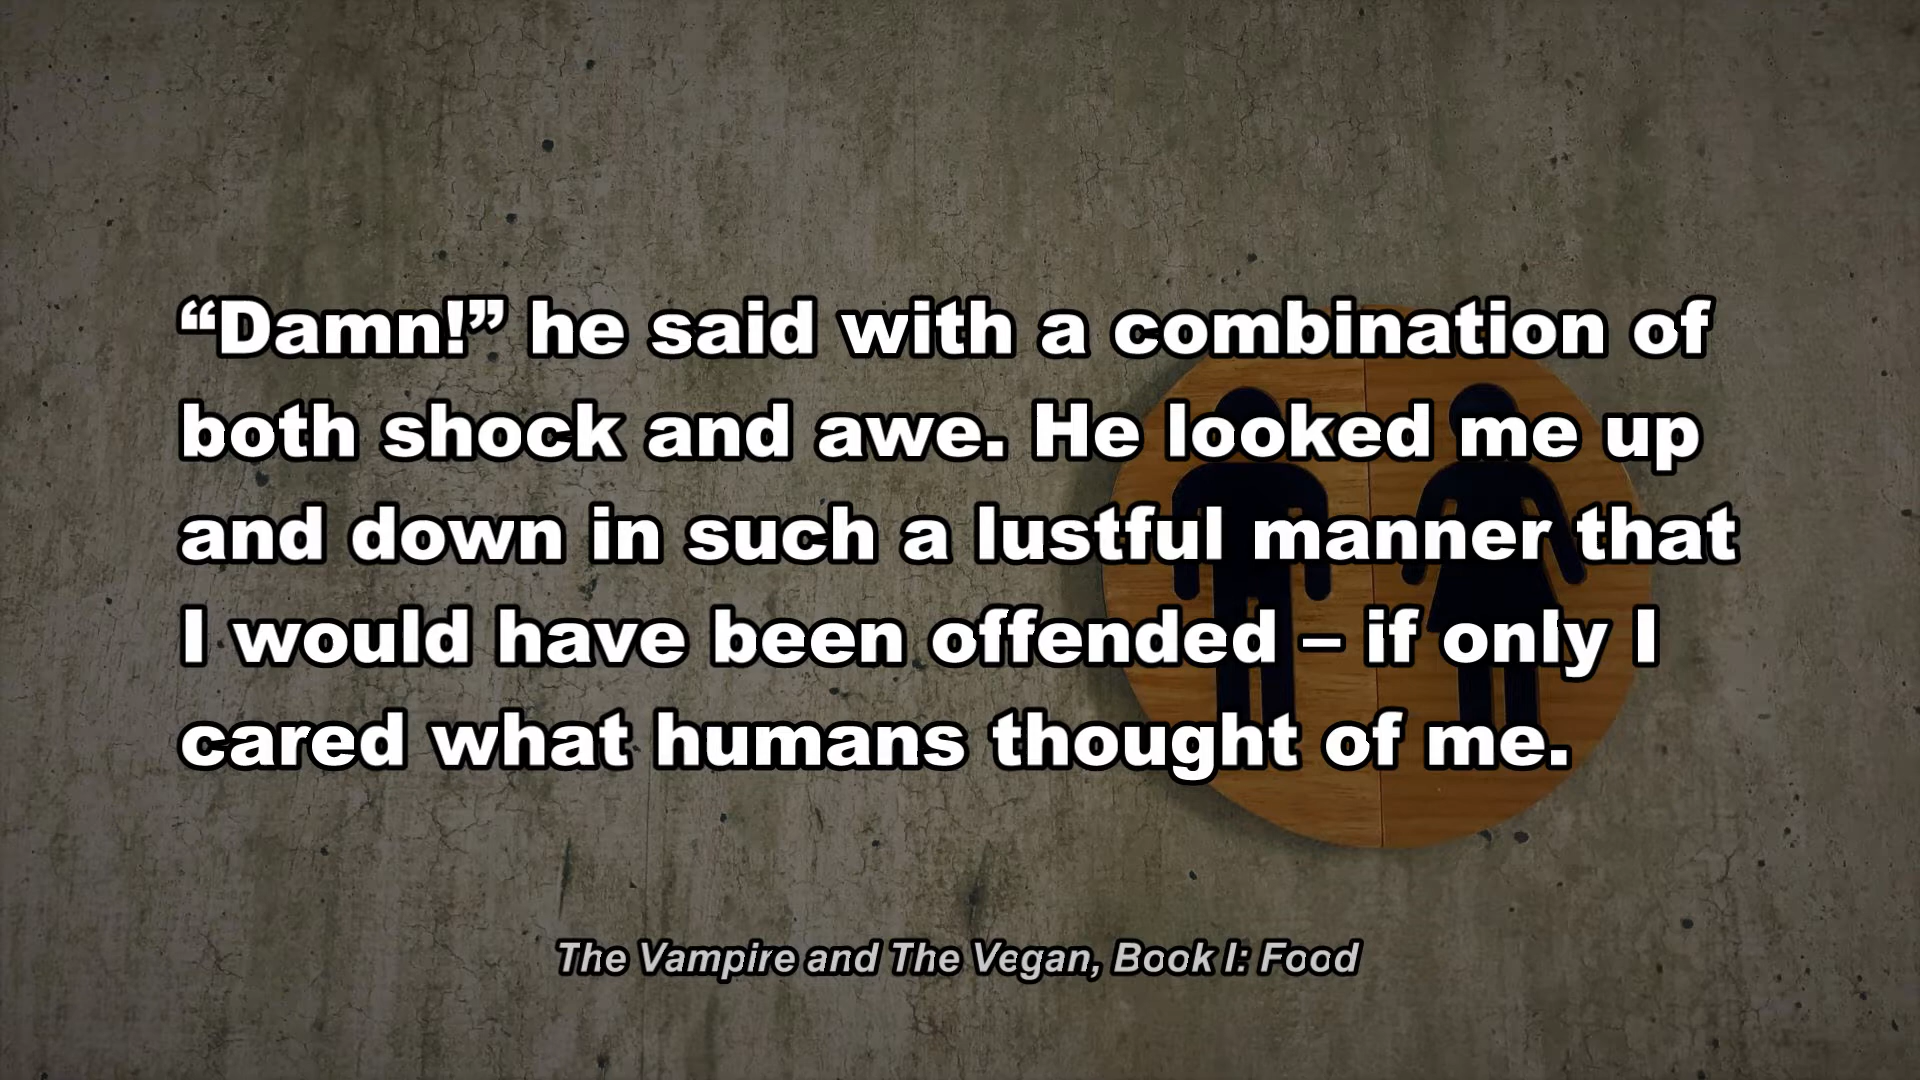 “Damn!” he said with a combination of
both shock and awe. He looked me up
and down in such a lustful manner that
I would have been offended – if only I
cared what humans thought of me.
The Vampire and The Vegan, Book I: Food